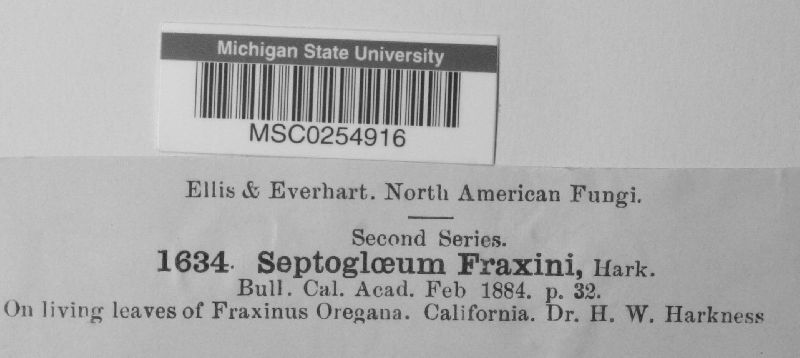 Michigan State University
MSC0254916
Ellis & Everhart. North American Fungi.
Second Series.
1634. Septoglœum Fraxini, Hark.
Bull. Cal. Acad. Feb 1884. p. 32.
On living leaves of Fraxinus Oregana. California. Dr. H. W. Harkness